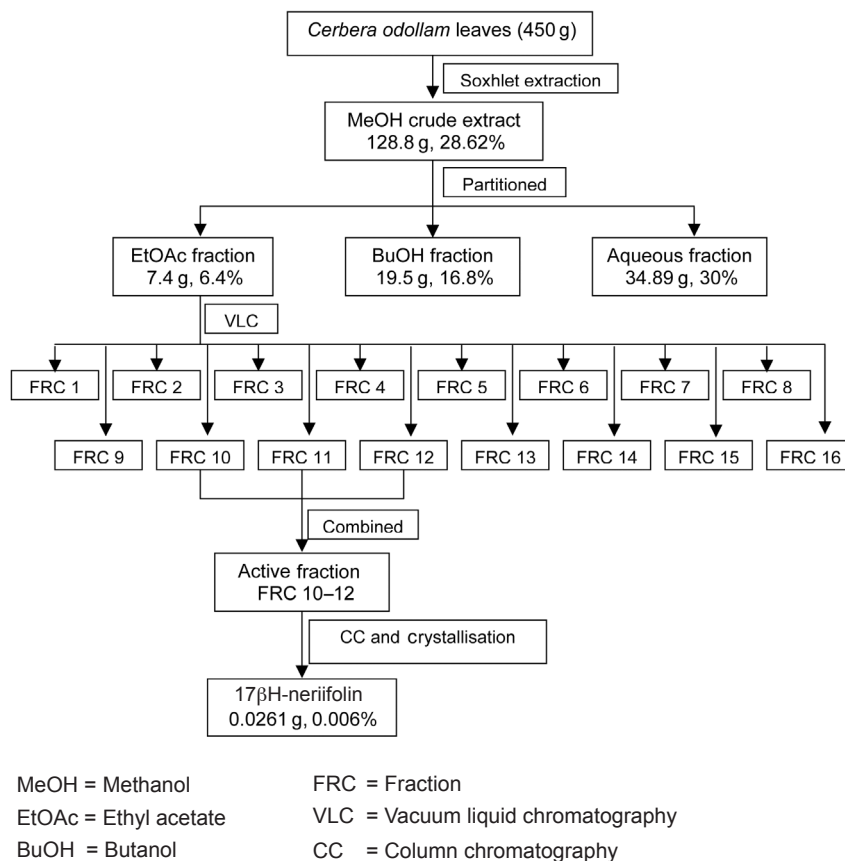 Cerbera odollam leaves (450 g)
Soxhlet extraction
MeOH crude extract
128.8 g, 28.62%
Partitioned
EtOAc fraction
7.4 g, 6.4%
BuOH fraction
19.5 g, 16.8%
Aqueous fraction
34.89 g, 30%
VLC
FRC 1
FRC 2
FRC 3
FRC 4
FRC 5
FRC 6
FRC 7
FRC 8
FRC 9
FRC 10
FRC 11
FRC 12
FRC 13
FRC 14
FRC 15
FRC 16
Combined
Active fraction
FRC 10–12
CC and crystallisation
17βH-neriifolin
0.0261 g, 0.006%
MeOH = Methanol
EtOAc = Ethyl acetate
BuOH = Butanol
FRC = Fraction
VLC = Vacuum liquid chromatography
CC = Column chromatography